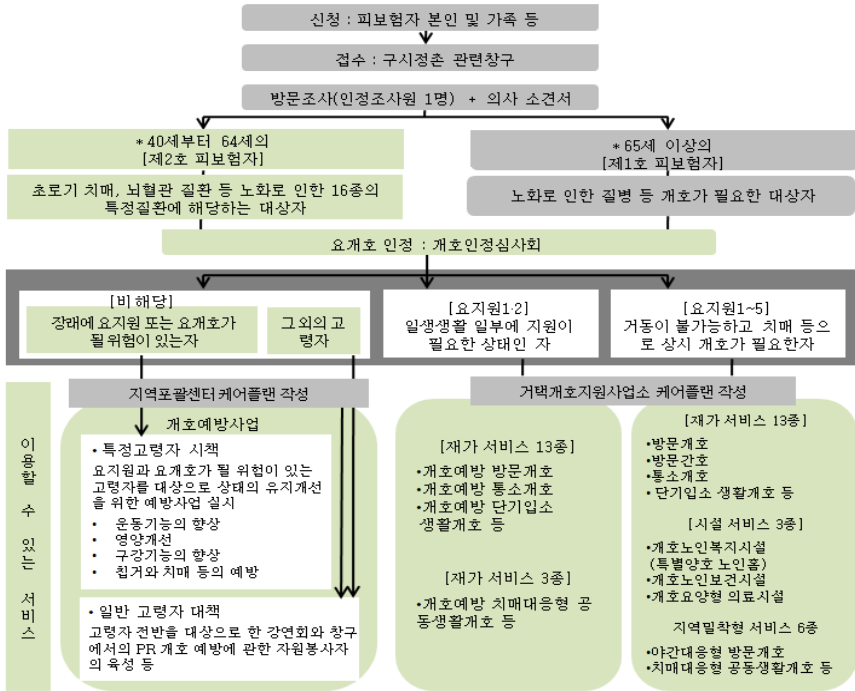 신청 : 피보험자 본인 및 가족 등
접수 : 구시정촌 관련창구
방문조사(인정조사원 1명) + 의사 소견서
*40세부터 64세의
[제2호 피보험자]
*65세 이상의
[제1호 피보험자]
초로기 치매, 뇌혈관 질환 등 노화로 인한 16종의
특정질환에 해당하는 대상자
노화로 인한 질병 등 개호가 필요한 대상자
요개호 인정 : 개호인정심사회
[비 해당]
장래에 요지원 또는 요개호가
될 위험이 있는자
그 외의 고
령자
[요지원1·2]
일생생활 일부에 지원이
필요한 상태인 자
[요지원1~5]
거동이 불가능하고 치매 등으
로 상시 개호가 필요한자
이용할 수 있는 서비스
지역포괄센터 케어플랜 작성
개호예방사업
• 특정고령자 시책
요지원과 요개호가 될 위험이 있는
고령자를 대상으로 상태의 유지개선
을 위한 예방사업 실시
• 운동기능의 향상
• 영양개선
• 구강기능의 향상
• 칩거와 치매 등의 예방
• 일반 고령자 대책
고령자 전반을 대상으로 한 강연회와 창구
에서의 PR 개호 예방에 관한 자원봉사자
의 육성 등
거택개호지원사업소 케어플랜 작성
[재가 서비스 13종]
•개호예방 방문개호
•개호예방 통소개호
•개호예방 단기입소
생활개호 등
[재가 서비스 3종]
•개호예방 치매대응형 공
동생활개호 등
[재가 서비스 13종]
•방문개호
•방문간호
•통소개호
•단기입소 생활개호 등
[시설 서비스 3종]
•개호노인복지시설
(특별양호 노인홈)
•개호노인보건시설
•개호요양형 의료시설
지역밀착형 서비스 6종
•야간대응형 방문개호
•치매대응형 공동생활개호 등